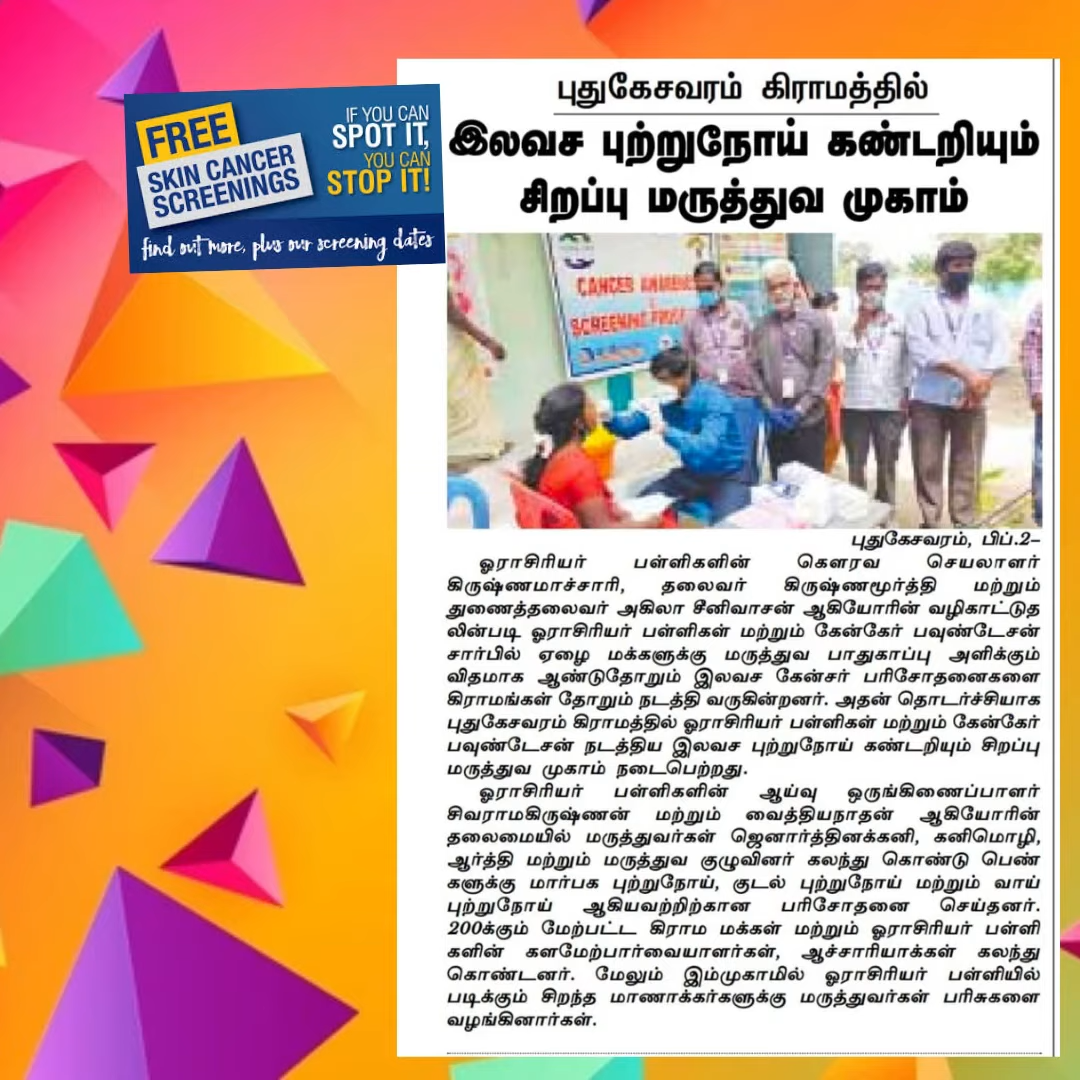 FREE
SKIN CANCER
SCREENINGS
IF YOU CAN
SPOT IT,
YOU CAN
STOP IT!
find out more, plus our screening dates
புதுகேசவரம் கிராமத்தில்
இலவச புற்றுநோய் கண்டறியும்
சிறப்பு மருத்துவ முகாம்
CANCER
SCREENING
புதுகேசவரம், பிப்.2–
ஓராசிரியர் பள்ளிகளின் கௌரவ செயலாளர்
கிருஷ்ணமாச்சாரி, தலைவர் கிருஷ்ணமூர்த்தி மற்றும்
துணைத்தலைவர் அகிலா சீனிவாசன் ஆகியோரின் வழிகாட்டுத
லின்படி ஓராசிரியர் பள்ளிகள் மற்றும் கேன்கேர் பவுண்டேசன்
சார்பில் ஏழை மக்களுக்கு மருத்துவ பாதுகாப்பு அளிக்கும்
விதமாக ஆண்டுதோறும் இலவச கேன்சர் பரிசோதனைகளை
கிராமங்கள் தோறும் நடத்தி வருகின்றனர். அதன் தொடர்ச்சியாக
புதுகேசவரம் கிராமத்தில் ஓராசிரியர் பள்ளிகள் மற்றும் கேன்கேர்
பவுண்டேசன் நடத்திய இலவச புற்றுநோய் கண்டறியும் சிறப்பு
மருத்துவ முகாம் நடைபெற்றது.
ஓராசிரியர் பள்ளிகளின் ஆய்வு ஒருங்கிணைப்பாளர்
சிவராமகிருஷ்ணன் மற்றும் வைத்தியநாதன் ஆகியோரின்
தலைமையில் மருத்துவர்கள் ஜெனார்த்தினக்கனி, கனிமொழி,
ஆர்த்தி மற்றும் மருத்துவ குழுவினர் கலந்து கொண்டு பெண்
களுக்கு மார்பக புற்றுநோய், குடல் புற்றுநோய் மற்றும் வாய்
புற்றுநோய் ஆகியவற்றிற்கான பரிசோதனை செய்தனர்.
200க்கும் மேற்பட்ட கிராம மக்கள் மற்றும் ஓராசிரியர் பள்ளி
களின் களமேற்பார்வையாளர்கள், ஆச்சாரியாக்கள் கலந்து
கொண்டனர். மேலும் இம்முகாமில் ஓராசிரியர் பள்ளியில்
படிக்கும் சிறந்த மாணாக்கர்களுக்கு மருத்துவர்கள் பரிசுகளை
வழங்கினார்கள்.